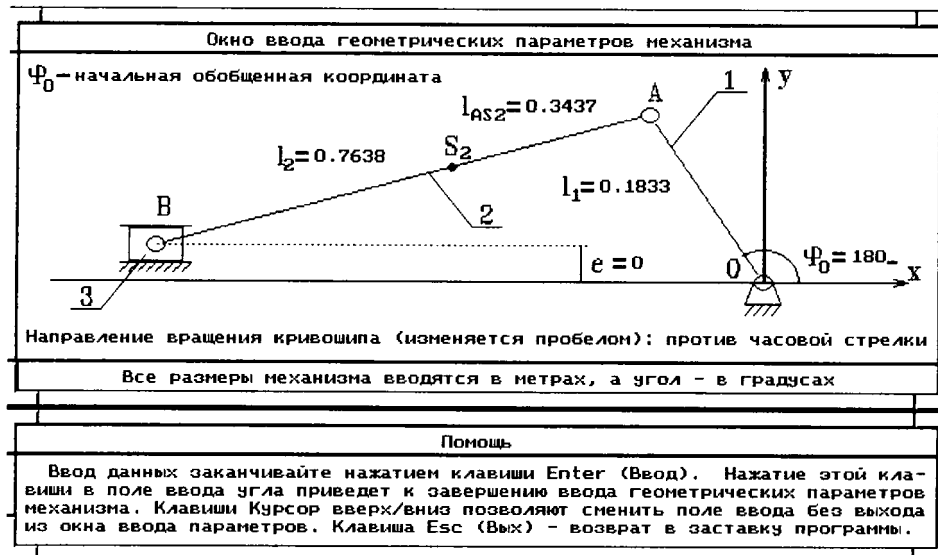 Окно ввода геометрических параметров механизма
φ₀ - начальная обобщенная координата
1
y
A
l_AS2 = 0.3437
S₂
l₂ = 0.7638
l₁ = 0.1833
B
2
e = 0
O
φ₀ = 180_
x
3
Направление вращения кривошипа (изменяется пробелом): против часовой стрелки
Все размеры механизма вводятся в метрах, а угол - в градусах
Помощь
Ввод данных заканчивайте нажатием клавиши Enter (Ввод). Нажатие этой кла-
виши в поле ввода угла приведет к завершению ввода геометрических параметров
механизма. Клавиши Курсор вверх/вниз позволяют сменить поле ввода без выхода
из окна ввода параметров. Клавиша Esc (Вых) - возврат в заставку программы.